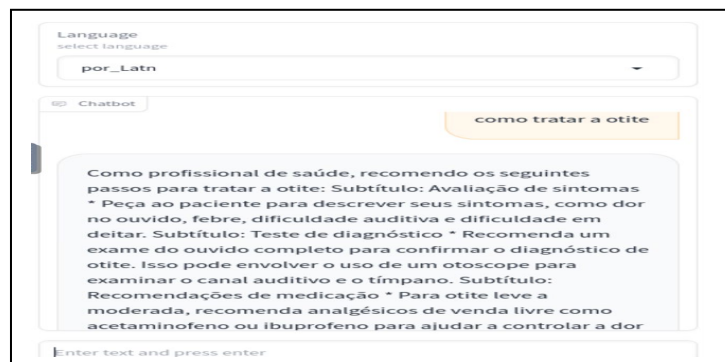 Language
select language
por_Latn
Chatbot
como tratar a otite
Como profissional de saúde, recomendo os seguintes
passos para tratar a otite: Subtítulo: Avaliação de sintomas
* Peça ao paciente para descrever seus sintomas, como dor
no ouvido, febre, dificuldade auditiva e dificuldade em
deitar. Subtítulo: Teste de diagnóstico * Recomenda um
exame do ouvido completo para confirmar o diagnóstico de
otite. Isso pode envolver o uso de um otoscope para
examinar o canal auditivo e o tímpano. Subtítulo:
Recomendações de medicação * Para otite leve a
moderada, recomenda analgésicos de venda livre como
acetaminofeno ou ibuprofeno para ajudar a controlar a dor
Enter text and press enter